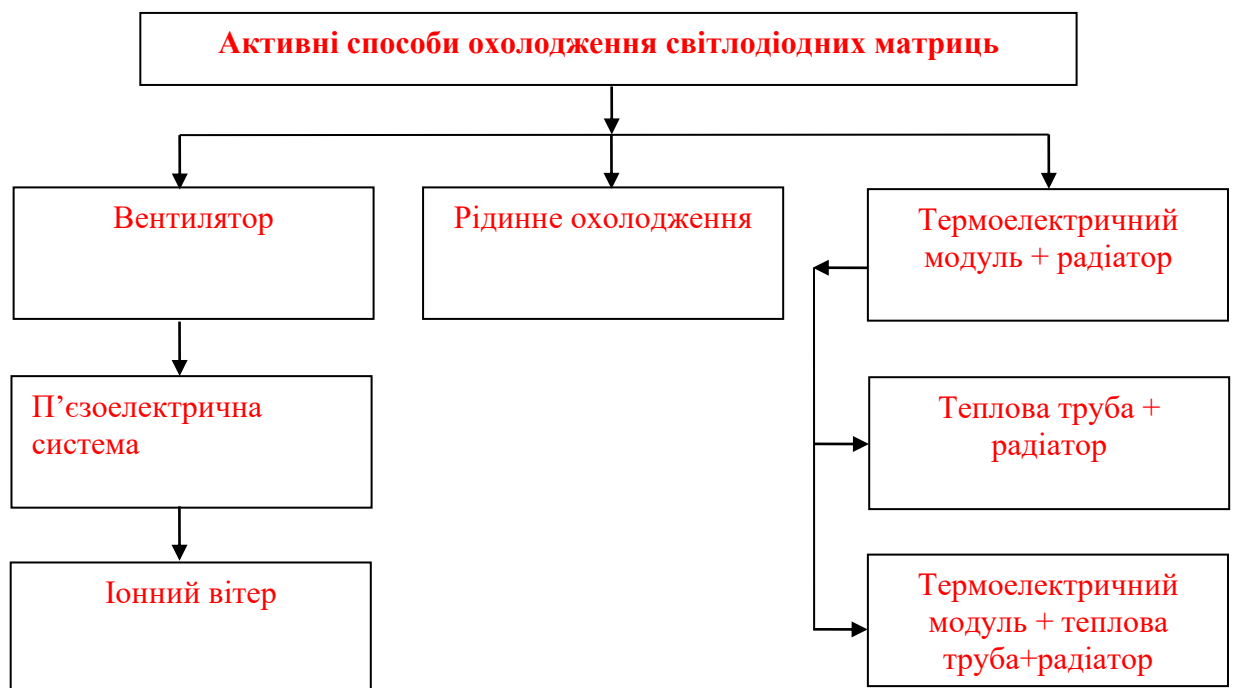 Активні способи охолодження світлодіодних матриць
Вентилятор
Рідинне охолодження
Термоелектричний
модуль + радіатор
П’єзоелектрична
система
Теплова труба +
радіатор
Іонний вітер
Термоелектричний
модуль + теплова
труба+радіатор